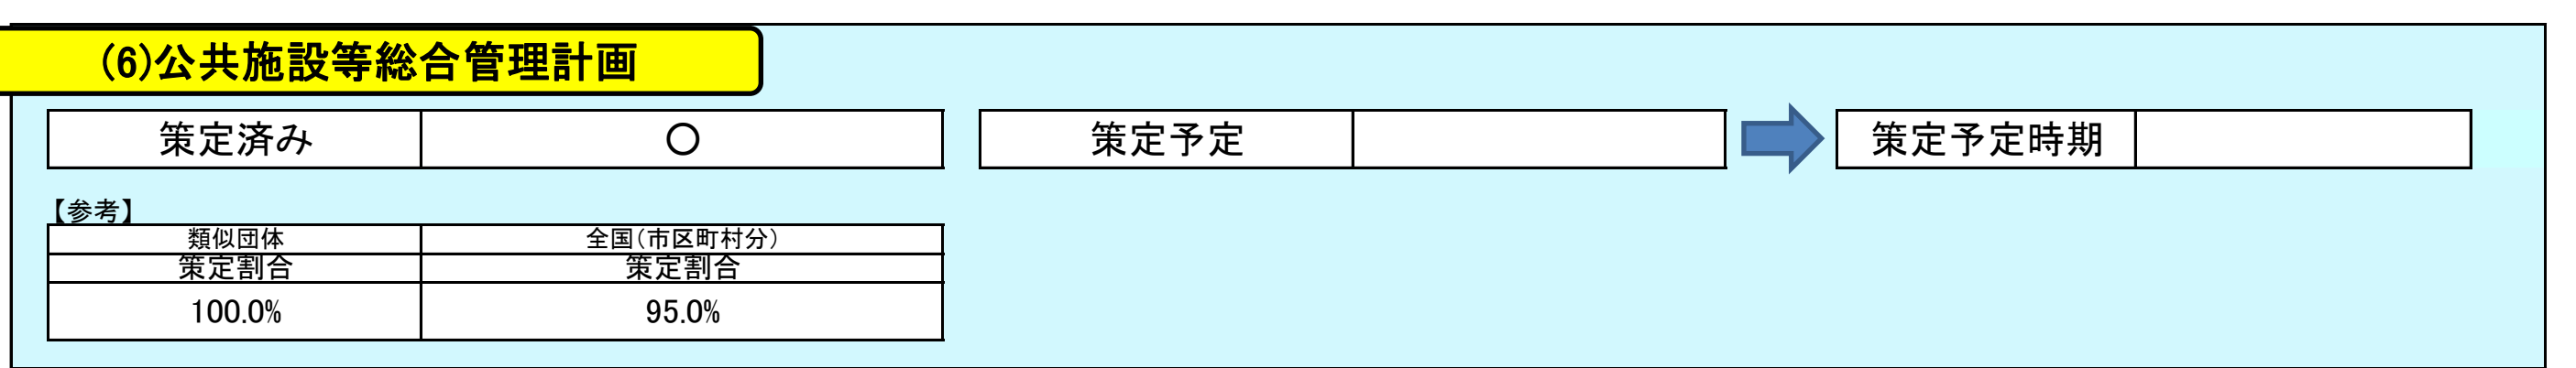 (6)公共施設等総合管理計画
策定済み ○ 策定予定 策定予定時期
【参考】
類似団体 全国(市区町村分)
策定割合 策定割合
100.0% 95.0%